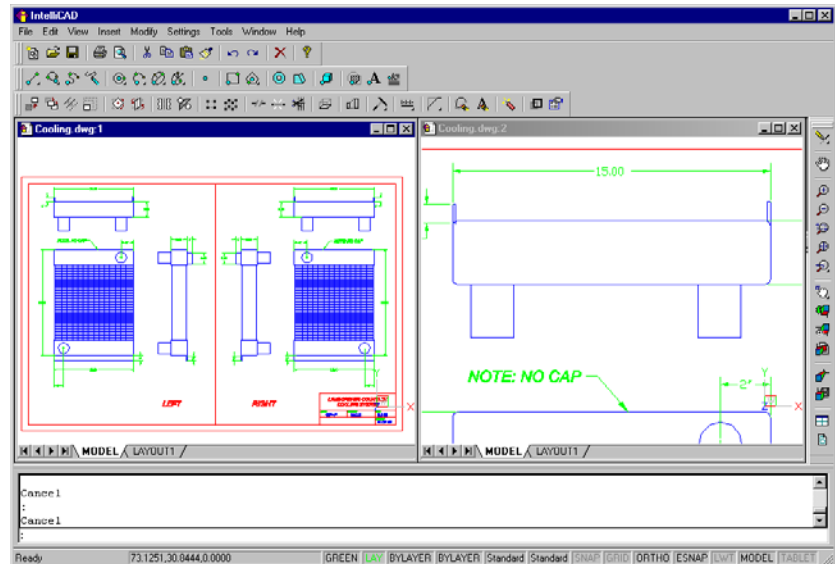 IntelliCAD
File Edit View Insert Modify Settings Tools Window Help
A
A
Cooling.dwg:1
Cooling.dwg:2
15.00
NOTE: NO CAP
2"
Y
X
Z
Y
X
LEFT
RIGHT
MODEL LAYOUT1
MODEL LAYOUT1
Cancel
:
Cancel
:
Ready 73.1251,30.8444,0.0000 GREEN LAY BYLAYER BYLAYER Standard Standard SNAP GRID ORTHO ESNAP LWT MODEL TABLET